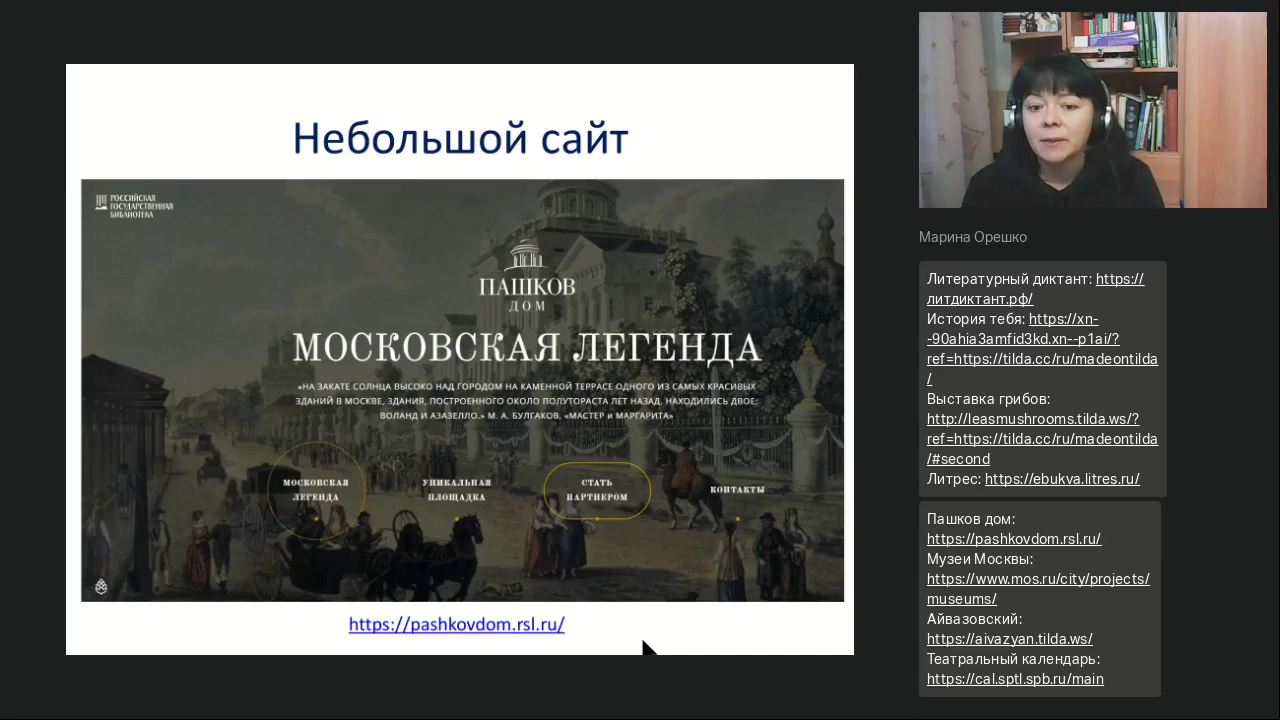 Небольшой сайт
РОССИЙСКАЯ
ГОСУДАРСТВЕННАЯ
БИБЛИОТЕКА
ПАШКОВ
ДОМ
МОСКОВСКАЯ ЛЕГЕНДА
«НА ЗАКАТЕ СОЛНЦА ВЫСОКО НАД ГОРОДОМ НА КАМЕННОЙ ТЕРРАСЕ ОДНОГО ИЗ САМЫХ КРАСИВЫХ
ЗДАНИЙ В МОСКВЕ, ЗДАНИЯ, ПОСТРОЕННОГО ОКОЛО ПОЛУТОРАСТА ЛЕТ НАЗАД, НАХОДИЛИСЬ ДВОЕ:
ВОЛАНД И АЗАЗЕЛЛО.» М. А. БУЛГАКОВ, «МАСТЕР и МАРГАРИТА»
МОСКОВСКАЯ
ЛЕГЕНДА
УНИКАЛЬНАЯ
ПЛОЩАДКА
СТАТЬ
ПАРТНЕРОМ
КОНТАКТЫ
https://pashkovdom.rsl.ru/
Марина Орешко
Литературный диктант: https://
литдиктант.рф/
История тебя: https://xn-
-90ahia3amfid3kd.xn--p1ai/?
ref=https://tilda.cc/ru/madeontilda
/
Выставка грибов:
http://leasmushrooms.tilda.ws/?
ref=https://tilda.cc/ru/madeontilda
/#second
Литрес: https://ebukva.litres.ru/
Пашков дом:
https://pashkovdom.rsl.ru/
Музеи Москвы:
https://www.mos.ru/city/projects/
museums/
Айвазовский:
https://aivazyan.tilda.ws/
Театральный календарь:
https://cal.sptl.spb.ru/main